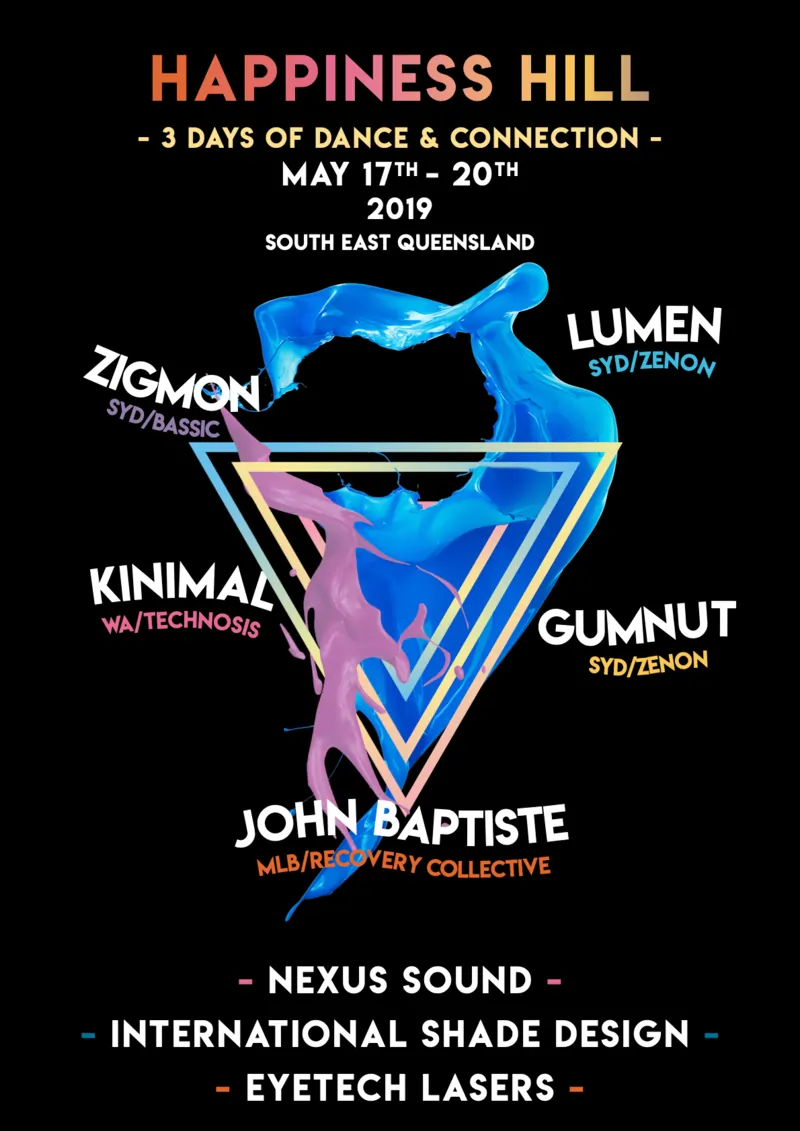 HAPPINESS HILL
- 3 DAYS OF DANCE & CONNECTION -
MAY 17TH - 20TH
2019
SOUTH EAST QUEENSLAND
LUMEN
SYD/ZENON
ZIGMON
SYD/BASSIC
KINIMAL
WA/TECHNOSIS
GUMNUT
SYD/ZENON
JOHN BAPTISTE
MLB/RECOVERY COLLECTIVE
- NEXUS SOUND -
- INTERNATIONAL SHADE DESIGN -
- EYETECH LASERS -